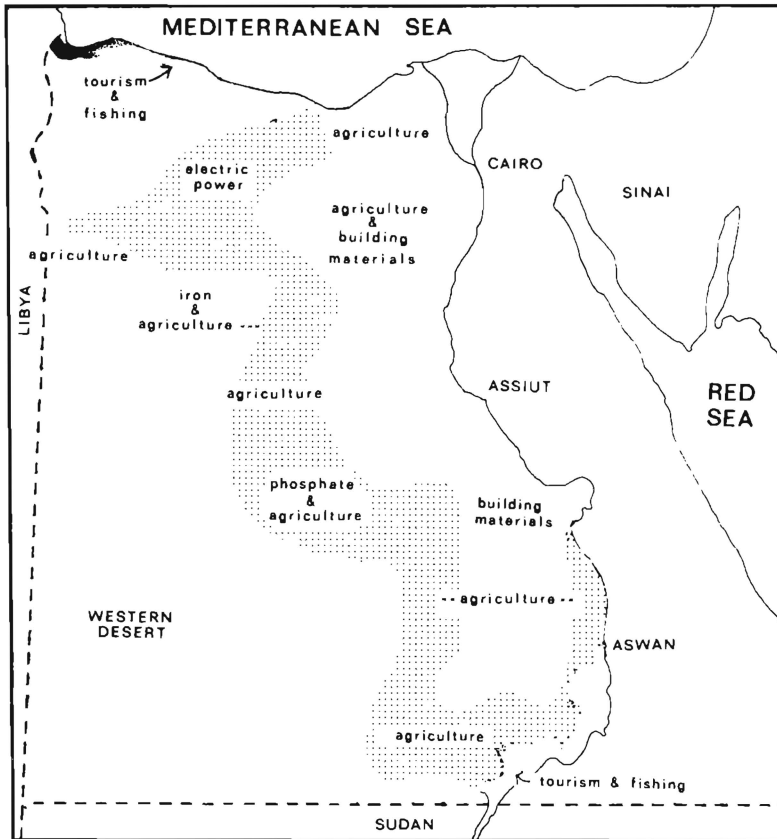 MEDITERRANEAN SEA
tourism
&
fishing
agriculture
electric
power
CAIRO
SINAI
agriculture
&
building
materials
agriculture
iron
&
agriculture
LIBYA
agriculture
ASSIUT
RED
SEA
phosphate
&
agriculture
building
materials
agriculture
WESTERN
DESERT
ASWAN
agriculture
tourism & fishing
SUDAN